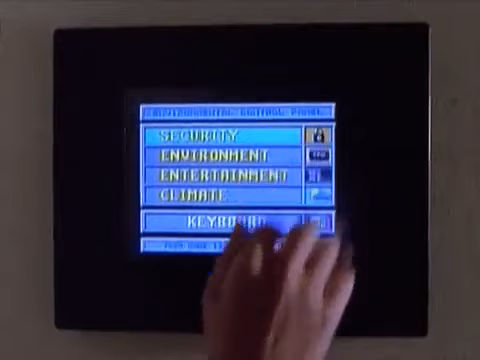 ENVIRONMENTAL CONTROL PANEL
SECURITY
ENVIRONMENT
ENTERTAINMENT
CLIMATE
KEYBOARD